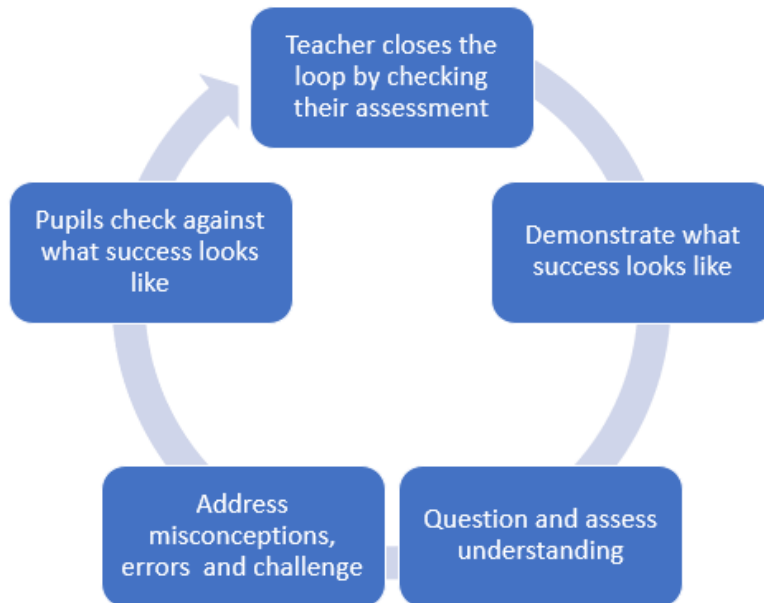 Teacher closes the
loop by checking
their assessment
Demonstrate what
success looks like
Question and assess
understanding
Address
misconceptions,
errors  and challenge
Pupils check against
what success looks
like